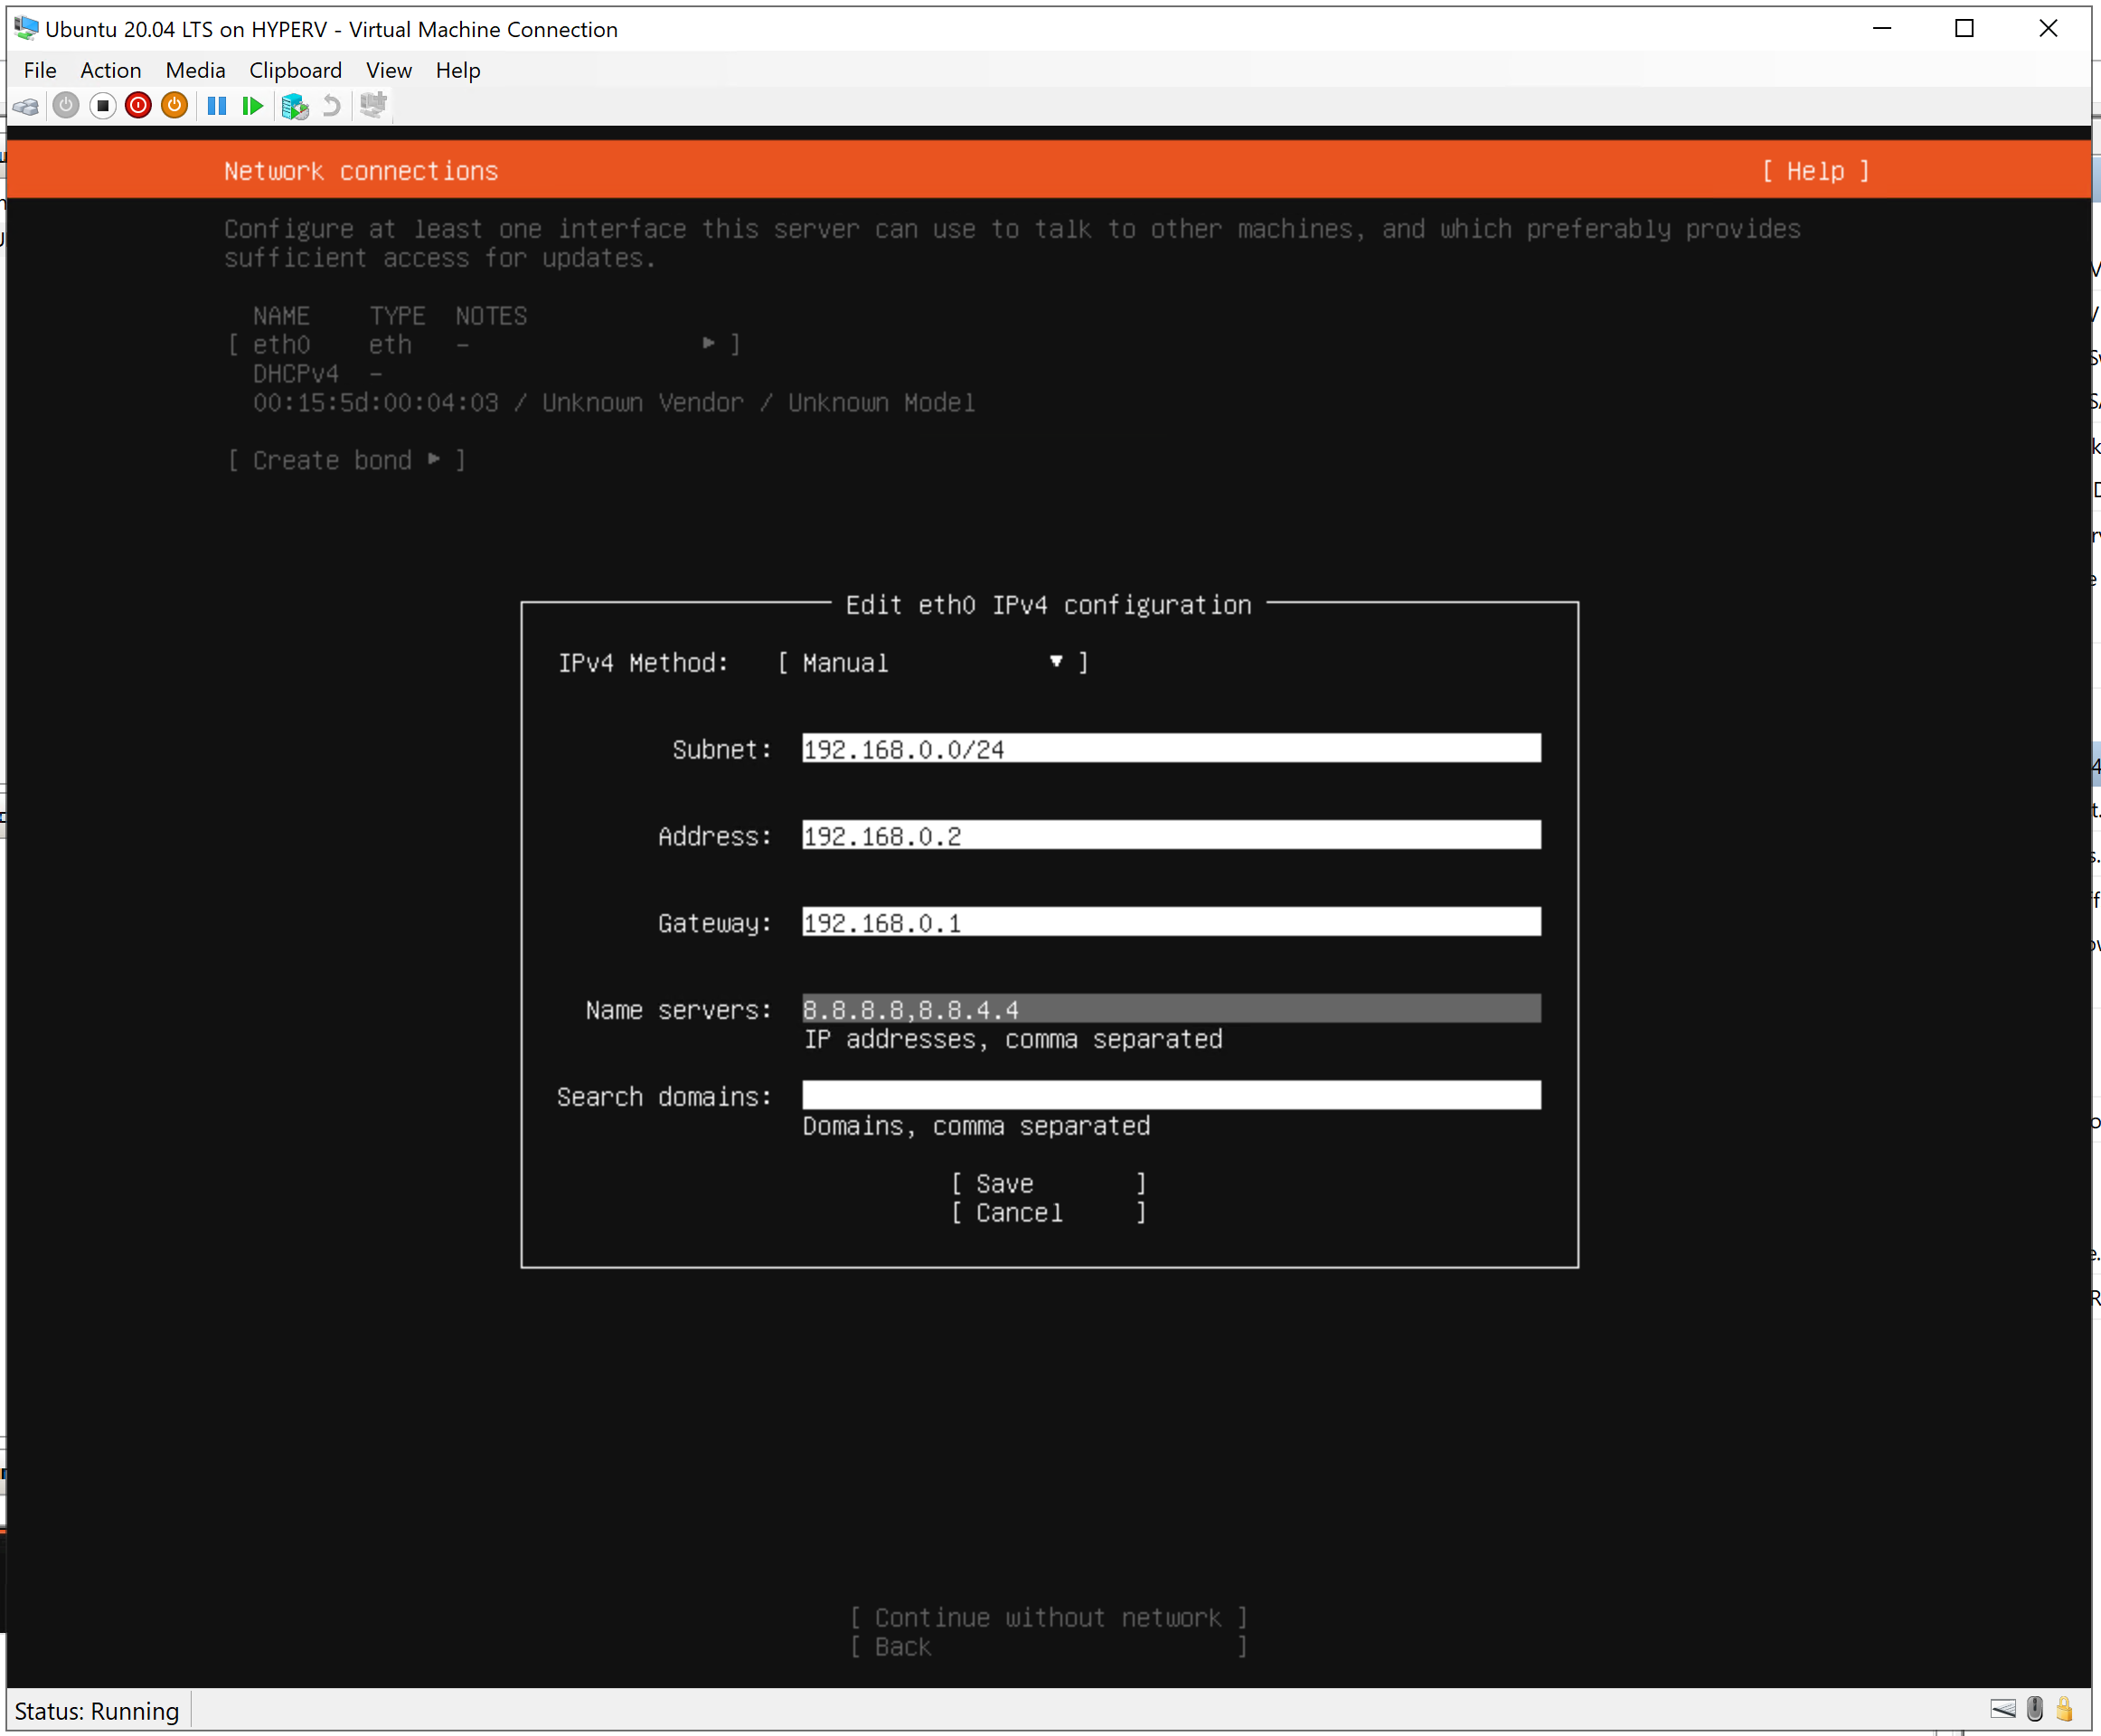 Ubuntu 20.04 LTS on HYPERV - Virtual Machine Connection
File Action Media Clipboard View Help
Network connections [ Help ]
Configure at least one interface this server can use to talk to other machines, and which preferably provides
sufficient access for updates.
NAME TYPE NOTES
[ eth0 eth - ▸ ]
DHCPv4 -
00:15:5d:00:04:03 / Unknown Vendor / Unknown Model
[ Create bond ▸ ]
Edit eth0 IPv4 configuration
IPv4 Method: [ Manual ▾ ]
Subnet: 192.168.0.0/24
Address: 192.168.0.2
Gateway: 192.168.0.1
Name servers: 8.8.8.8,8.8.4.4
IP addresses, comma separated
Search domains:
Domains, comma separated
[ Save ]
[ Cancel ]
[ Continue without network ]
[ Back ]
Status: Running